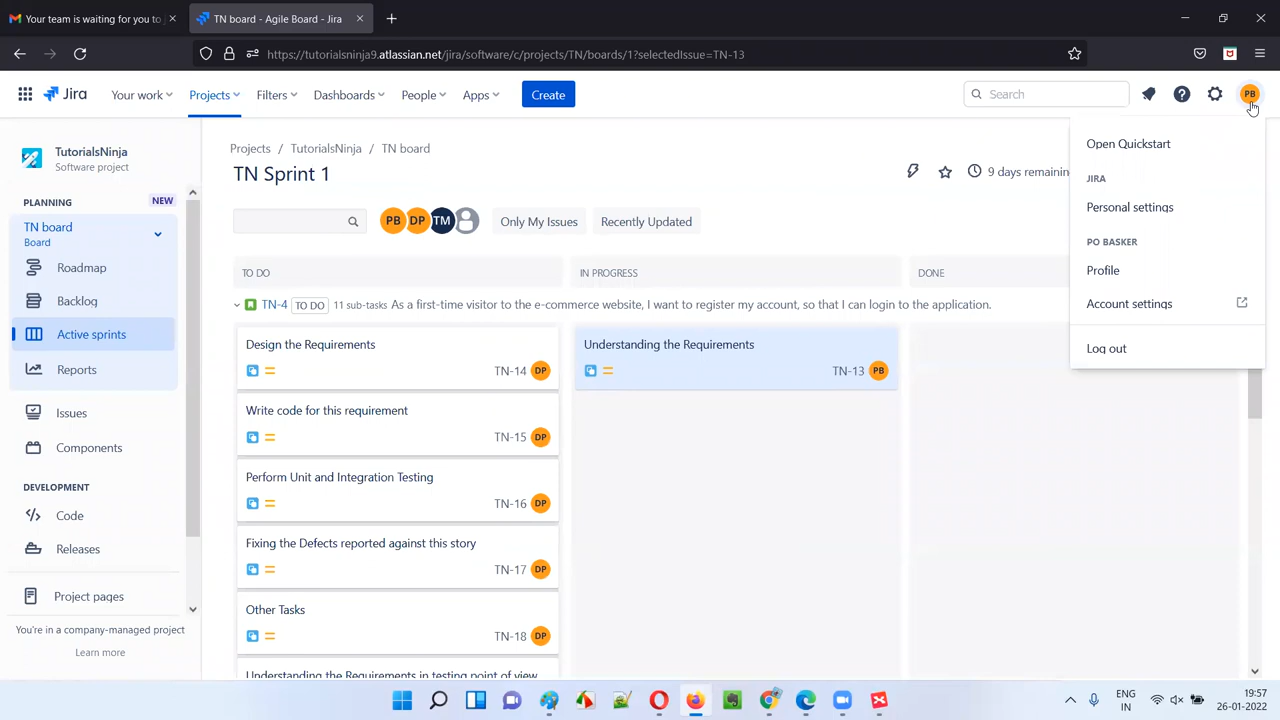 Your team is waiting for you to
TN board - Agile Board - Jira
https://tutorialsninja9.atlassian.net/jira/software/c/projects/TN/boards/1?selectedIssue=TN-13
Jira
Your work
Projects
Filters
Dashboards
People
Apps
Create
Search
PB
TutorialsNinja
Software project
PLANNING
NEW
TN board
Board
Roadmap
Backlog
Active sprints
Reports
Issues
Components
DEVELOPMENT
Code
Releases
Project pages
You're in a company-managed project
Learn more
Projects / TutorialsNinja / TN board
TN Sprint 1
9 days remainin
PB DP TM
Only My Issues
Recently Updated
TO DO
IN PROGRESS
DONE
TN-4 TO DO 11 sub-tasks As a first-time visitor to the e-commerce website, I want to register my account, so that I can login to the application.
Design the Requirements
TN-14 DP
Write code for this requirement
TN-15 DP
Perform Unit and Integration Testing
TN-16 DP
Fixing the Defects reported against this story
TN-17 DP
Other Tasks
TN-18 DP
Understanding the Requirements in testing point of view
Understanding the Requirements
TN-13 PB
Open Quickstart
JIRA
Personal settings
PO BASKER
Profile
Account settings
Log out
ENG
IN
19:57
26-01-2022